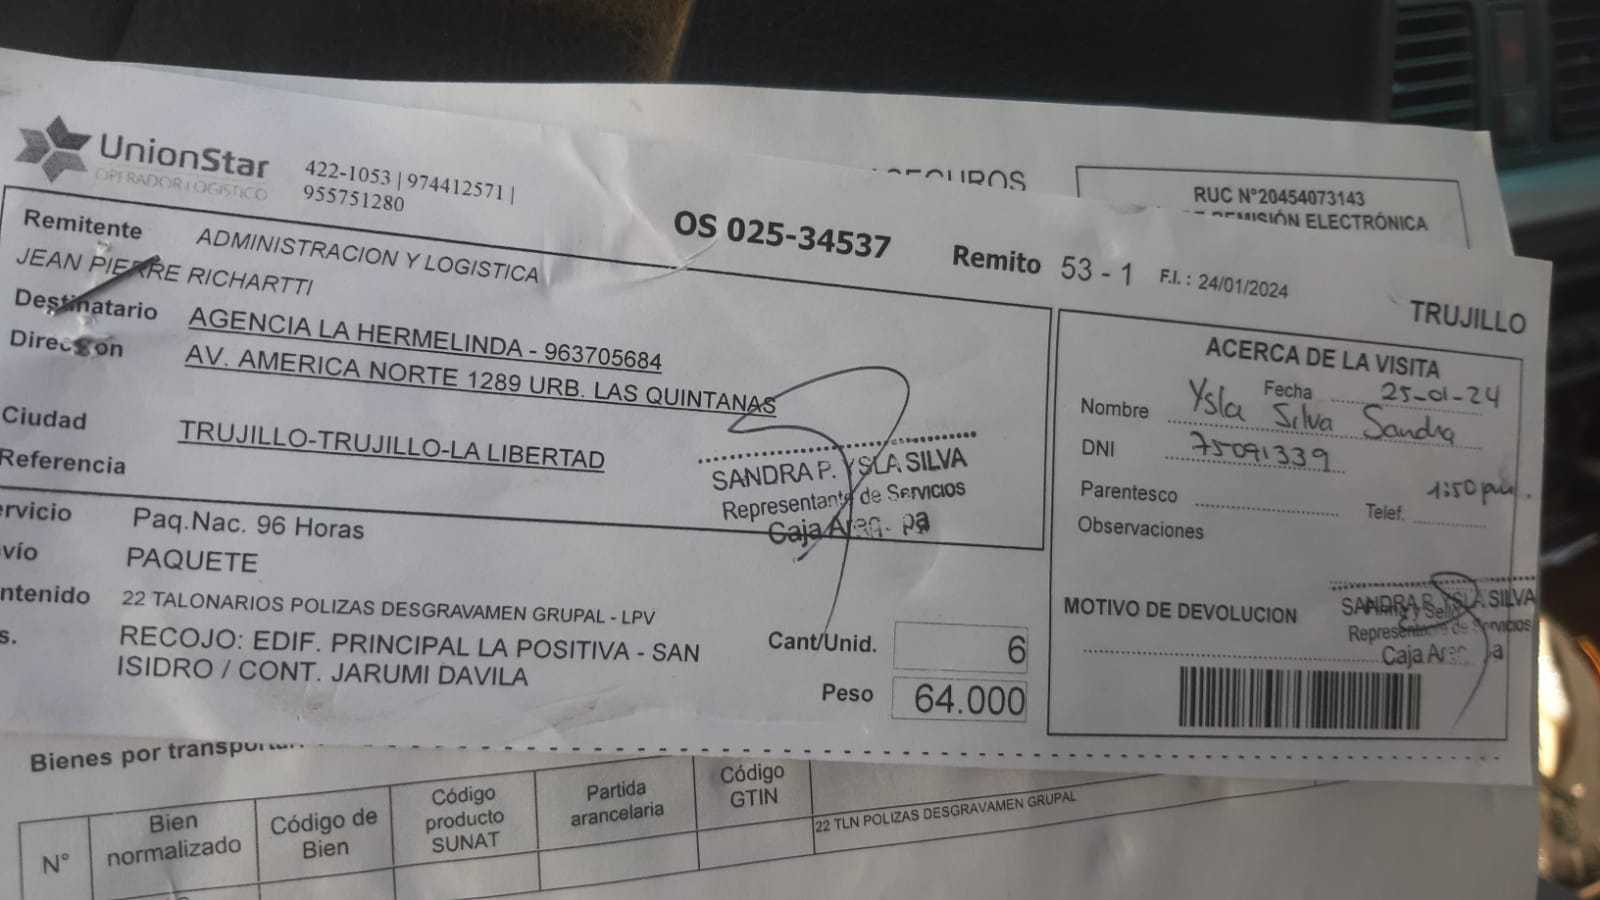 UnionStar
OPERADOR LOGISTICO
422-1053 | 974412571 |
955751280
SEGUROS
RUC N°20454073143
REMISIÓN ELECTRÓNICA
OS 025-34537
Remito 53 - 1 F.I. : 24/01/2024
TRUJILLO
Remitente ADMINISTRACION Y LOGISTICA
JEAN PIERRE RICHARTTI
Destinatario AGENCIA LA HERMELINDA - 963705684
Dirección AV. AMERICA NORTE 1289 URB. LAS QUINTANAS
Ciudad TRUJILLO-TRUJILLO-LA LIBERTAD
Referencia
SANDRA P. YSLA SILVA
Representante de Servicios
Caja
ervicio Paq.Nac. 96 Horas
vío PAQUETE
ntenido 22 TALONARIOS POLIZAS DESGRAVAMEN GRUPAL - LPV
s. RECOJO: EDIF. PRINCIPAL LA POSITIVA - SAN
ISIDRO / CONT. JARUMI DAVILA
Cant/Unid. 6
Peso 64.000
ACERCA DE LA VISITA
Fecha 25-01-24
Nombre Ysla Silva Sandra
DNI 75091339
Parentesco
1:50 pm.
Telef.
Observaciones
MOTIVO DE DEVOLUCION
SANDRA P. YSLA SILVA
Representante de Servicios
Caja
Bienes por
N°
Bien
normalizado
Código de
Bien
Código
producto
SUNAT
Partida
arancelaria
Código
GTIN
22 TLN POLIZAS DESGRAVAMEN GRUPAL